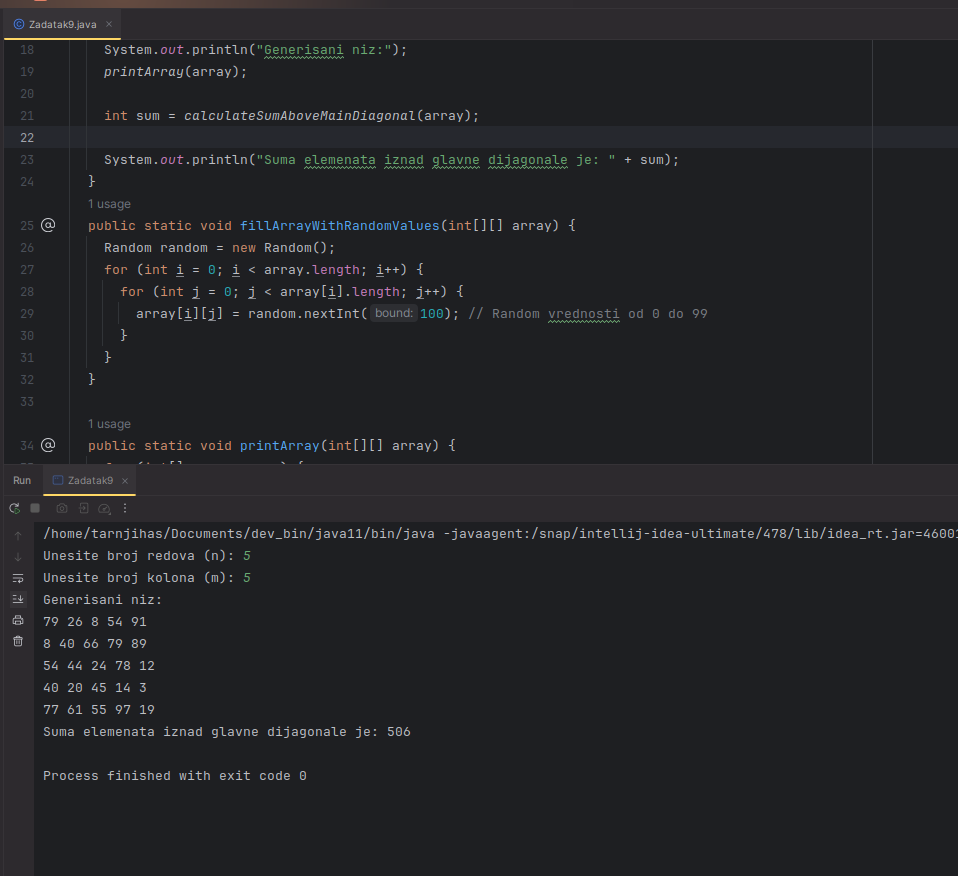 Zadatak9.java
18 System.out.println("Generisani niz:");
19 printArray(array);
20
21 int sum = calculateSumAboveMainDiagonal(array);
22
23 System.out.println("Suma elemenata iznad glavne dijagonale je: " + sum);
24 }
1 usage
25 @ public static void fillArrayWithRandomValues(int[][] array) {
26 Random random = new Random();
27 for (int i = 0; i < array.length; i++) {
28 for (int j = 0; j < array[i].length; j++) {
29 array[i][j] = random.nextInt( bound: 100); // Random vrednosti od 0 do 99
30 }
31 }
32 }
33
1 usage
34 @ public static void printArray(int[][] array) {
Run Zadatak9
/home/tarnjihas/Documents/dev_bin/java11/bin/java -javaagent:/snap/intellij-idea-ultimate/478/lib/idea_rt.jar=46001
Unesite broj redova (n): 5
Unesite broj kolona (m): 5
Generisani niz:
79 26 8 54 91
8 40 66 79 89
54 44 24 78 12
40 20 45 14 3
77 61 55 97 19
Suma elemenata iznad glavne dijagonale je: 506
Process finished with exit code 0